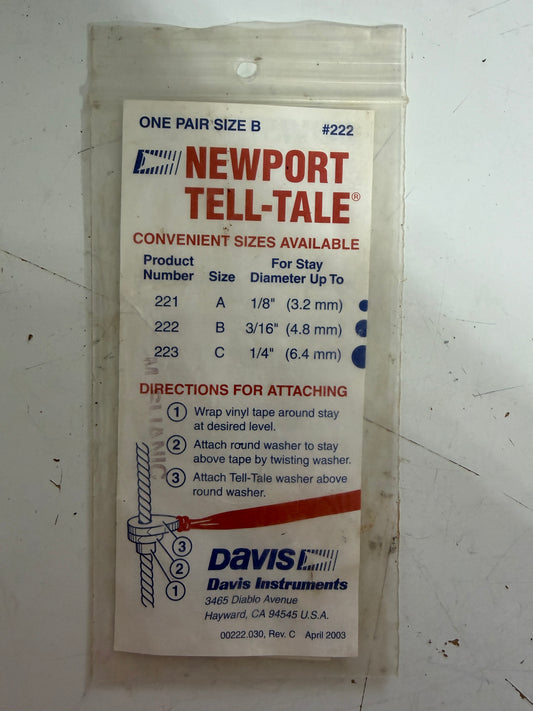 ONE PAIR SIZE B #222
NEWPORT
TELL-TALE®
CONVENIENT SIZES AVAILABLE
Product Number Size For Stay Diameter Up To
221 A 1/8" (3.2 mm)
222 B 3/16" (4.8 mm)
223 C 1/4" (6.4 mm)
DIRECTIONS FOR ATTACHING
1 Wrap vinyl tape around stay
at desired level.
2 Attach round washer to stay
above tape by twisting washer.
3 Attach Tell-Tale washer above
round washer.
3
2
1
DAVIS
Davis Instruments
3465 Diablo Avenue
Hayward, CA 94545 U.S.A.
00222.030, Rev. C April 2003